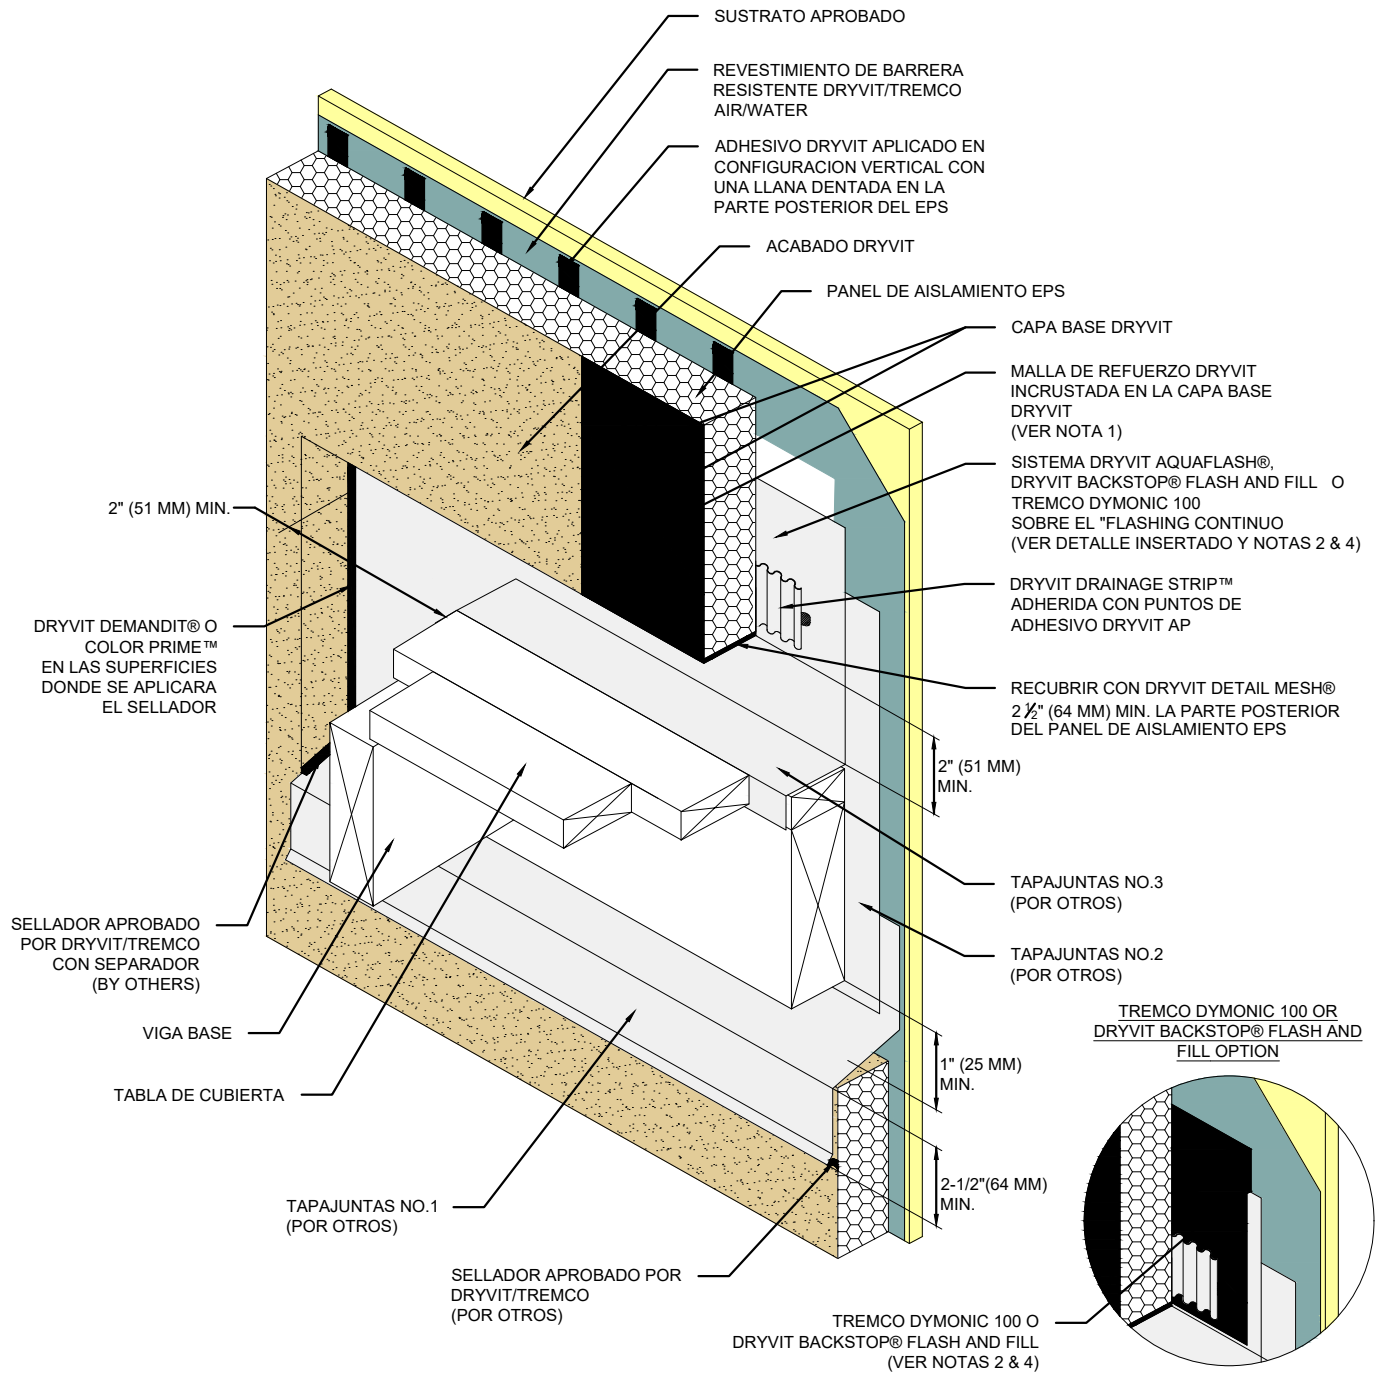 SUSTRATO APROBADO
REVESTIMIENTO DE BARRERA
RESISTENTE DRYVIT/TREMCO
AIR/WATER
ADHESIVO DRYVIT APLICADO EN
CONFIGURACION VERTICAL CON
UNA LLANA DENTADA EN LA
PARTE POSTERIOR DEL EPS
ACABADO DRYVIT
PANEL DE AISLAMIENTO EPS
CAPA BASE DRYVIT
MALLA DE REFUERZO DRYVIT
INCRUSTADA EN LA CAPA BASE
DRYVIT
(VER NOTA 1)
SISTEMA DRYVIT AQUAFLASH®,
DRYVIT BACKSTOP® FLASH AND FILL O
TREMCO DYMONIC 100
SOBRE EL "FLASHING CONTINUO
(VER DETALLE INSERTADO Y NOTAS 2 & 4)
2" (51 MM) MIN.
DRYVIT DRAINAGE STRIP™
ADHERIDA CON PUNTOS DE
ADHESIVO DRYVIT AP
DRYVIT DEMANDIT® O
COLOR PRIME™
EN LAS SUPERFICIES
DONDE SE APLICARA
EL SELLADOR
RECUBRIR CON DRYVIT DETAIL MESH®
2 ½" (64 MM) MIN. LA PARTE POSTERIOR
DEL PANEL DE AISLAMIENTO EPS
2" (51 MM)
MIN.
TAPAJUNTAS NO.3
(POR OTROS)
SELLADOR APROBADO
POR DRYVIT/TREMCO
CON SEPARADOR
(BY OTHERS)
TAPAJUNTAS NO.2
(POR OTROS)
VIGA BASE
TREMCO DYMONIC 100 OR
DRYVIT BACKSTOP® FLASH AND
FILL OPTION
1" (25 MM)
MIN.
TABLA DE CUBIERTA
2-1/2"(64 MM)
MIN.
TAPAJUNTAS NO.1
(POR OTROS)
SELLADOR APROBADO POR
DRYVIT/TREMCO
(POR OTROS)
TREMCO DYMONIC 100 O
DRYVIT BACKSTOP® FLASH AND FILL
(VER NOTAS 2 & 4)